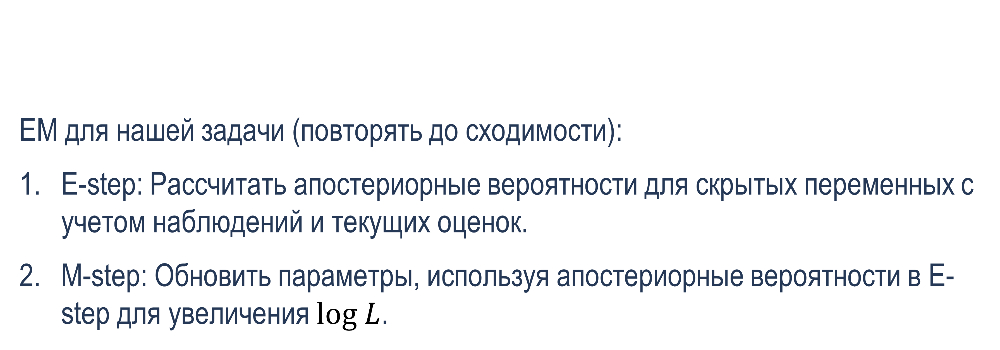 EM для нашей задачи (повторять до сходимости):
1. E-step: Рассчитать апостериорные вероятности для скрытых переменных с
учетом наблюдений и текущих оценок.
2. M-step: Обновить параметры, используя апостериорные вероятности в E-
step для увеличения log L.